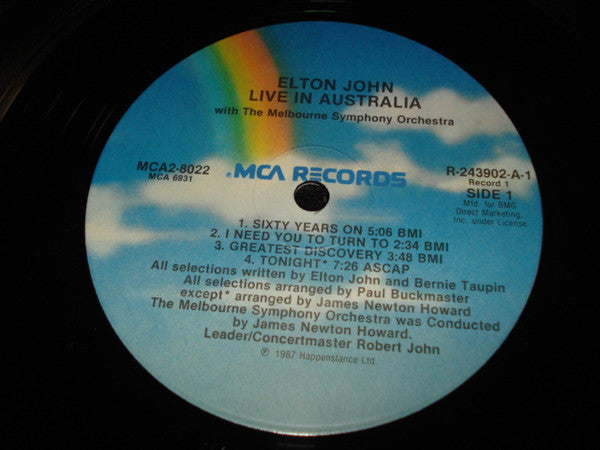 ELTON JOHN
LIVE IN AUSTRALIA
with The Melbourne Symphony Orchestra
MCA2-8022
MCA 6931
MCA RECORDS
R-243902-A-1
Record 1
SIDE 1
Mfd. for BMG
Direct Marketing,
Inc. under License
1. SIXTY YEARS ON 5:06 BMI
2. I NEED YOU TO TURN TO 2:34 BMI
3. GREATEST DISCOVERY 3:48 BMI
4. TONIGHT* 7:26 ASCAP
All selections written by Elton John and Bernie Taupin
All selections arranged by Paul Buckmaster
except* arranged by James Newton Howard
The Melbourne Symphony Orchestra was Conducted
by James Newton Howard.
Leader/Concertmaster Robert John
℗ 1987 Happenstance Ltd.